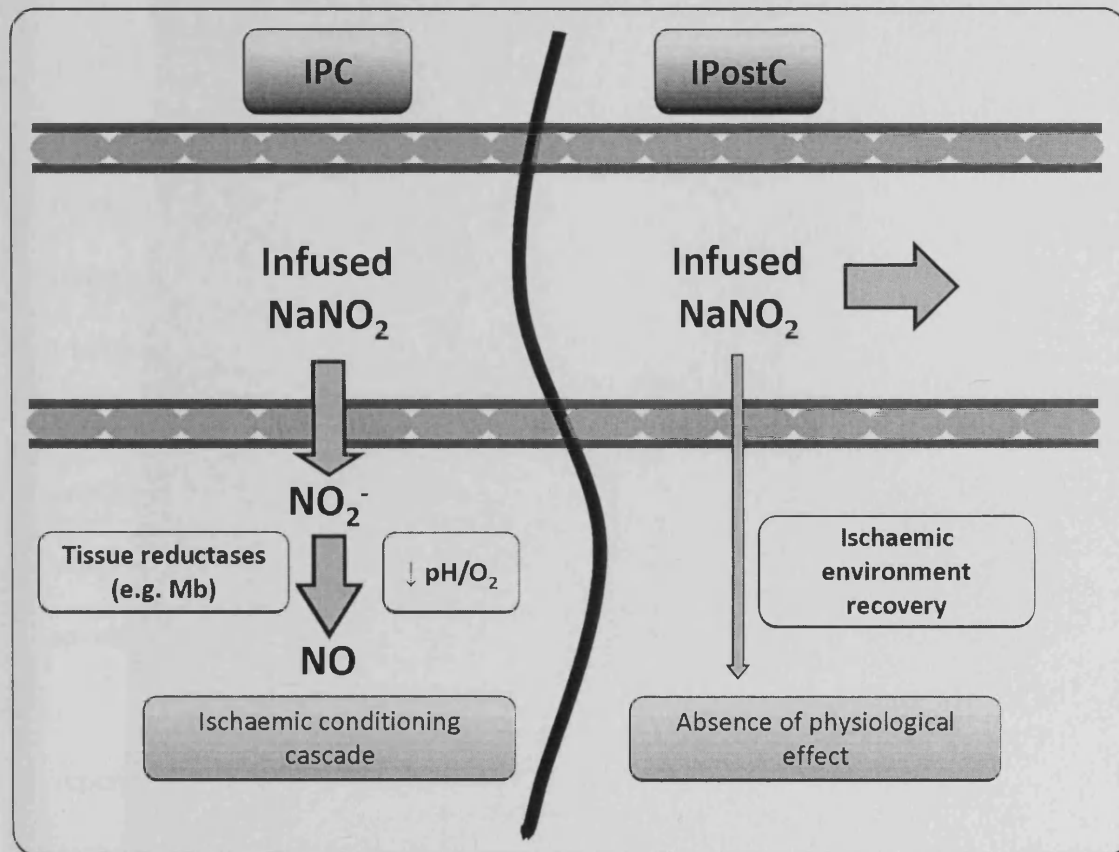 IPC
Infused
NaNO₂
NO₂⁻
Tissue reductases
(e.g. Mb)
↓ pH/O₂
NO
Ischaemic conditioning
cascade
IPostC
Infused
NaNO₂
Ischaemic
environment
recovery
Absence of physiological
effect